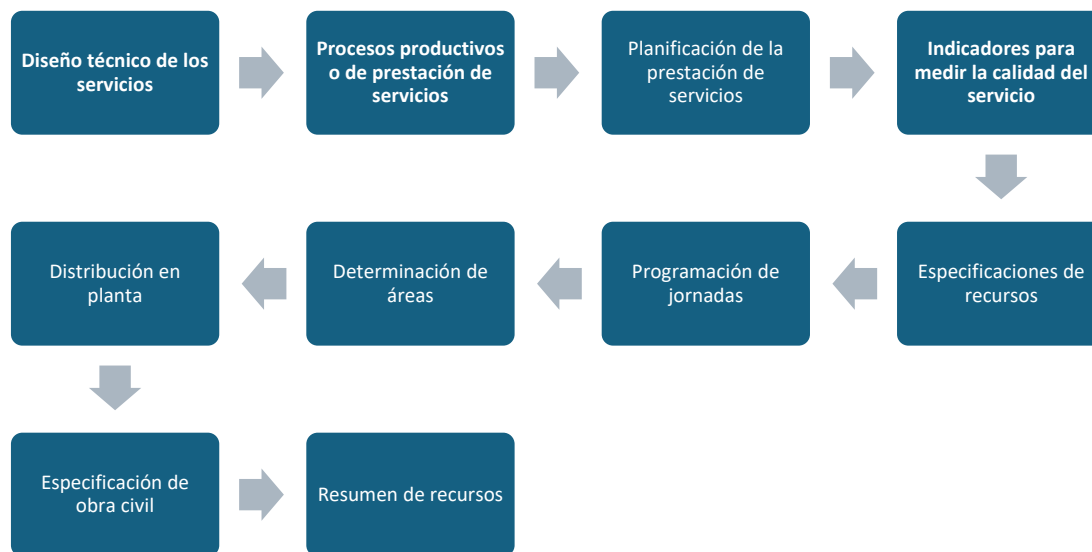 Diseño técnico de los
servicios
Procesos productivos
o de prestación de
servicios
Planificación de la
prestación de
servicios
Indicadores para
medir la calidad del
servicio
Especificaciones de
recursos
Programación de
jornadas
Determinación de
áreas
Distribución en
planta
Especificación de
obra civil
Resumen de recursos